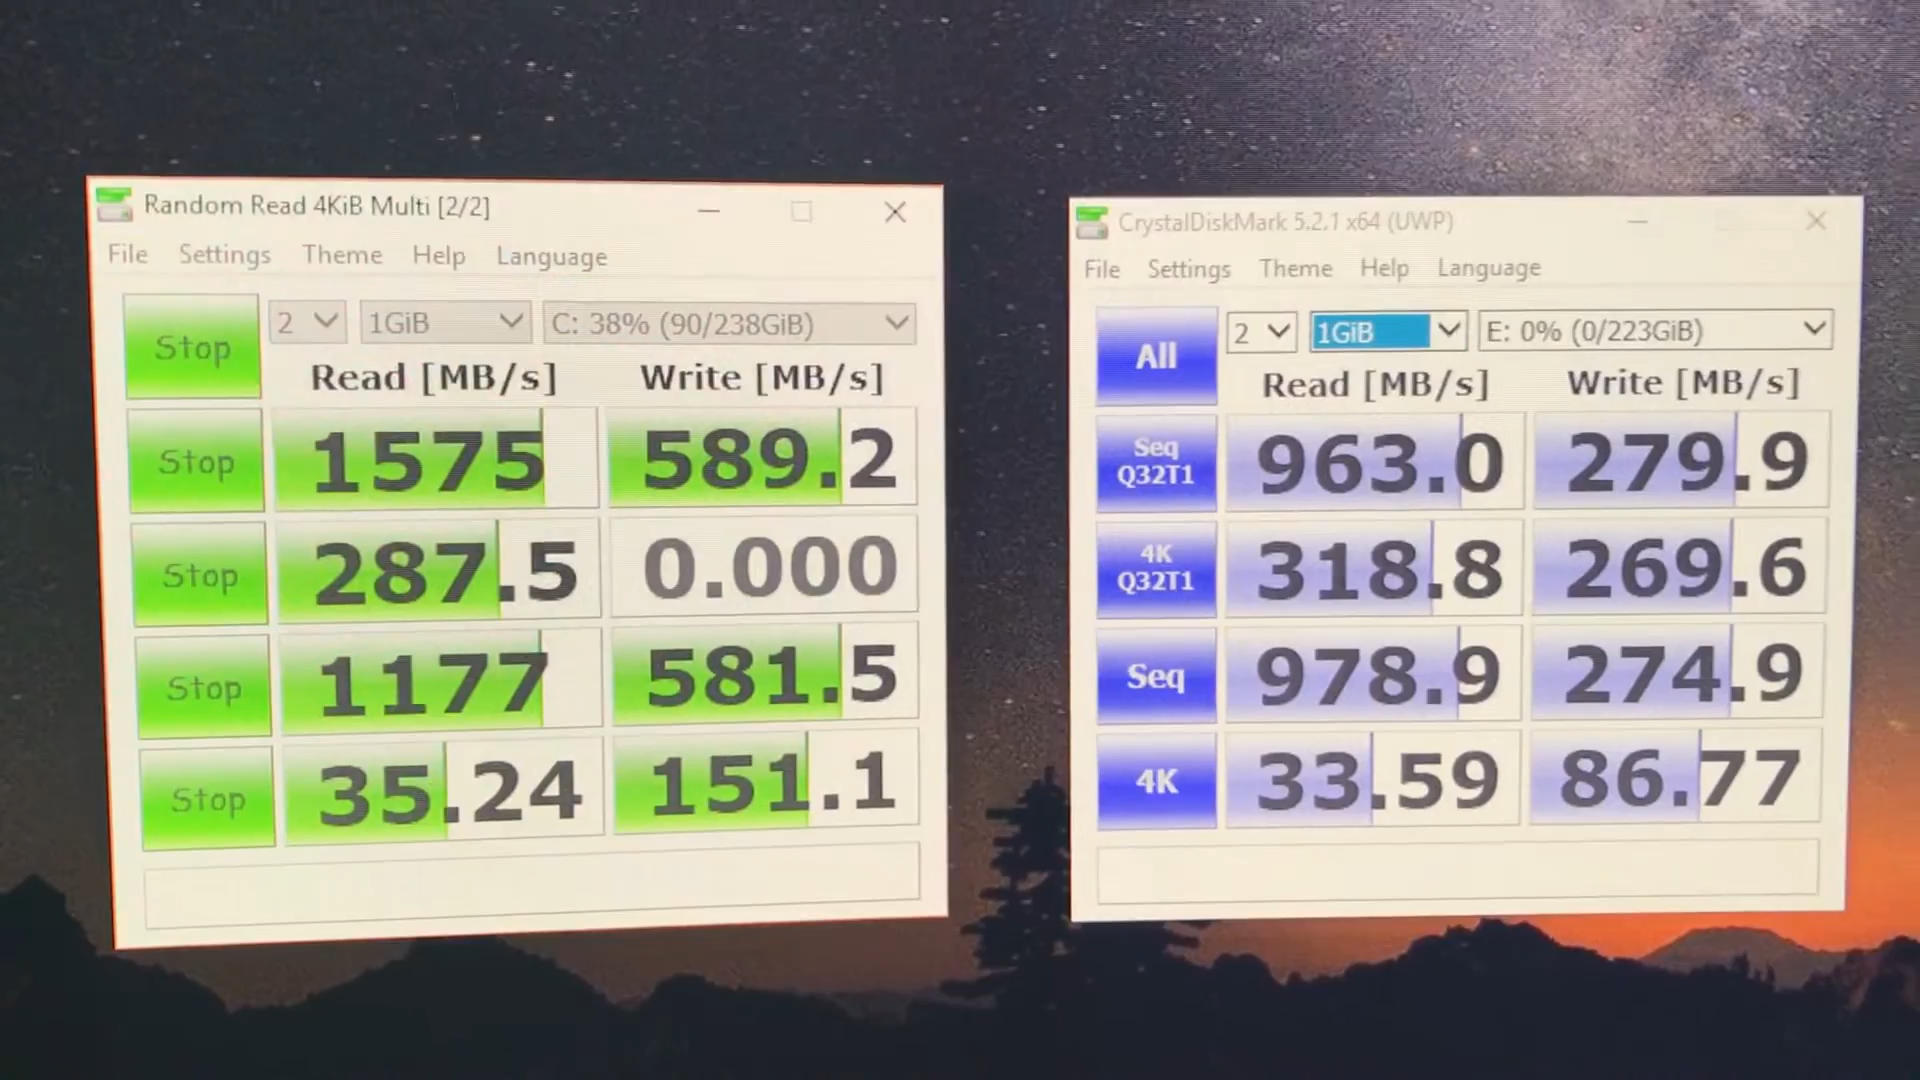 Random Read 4KiB Multi [2/2]
File Settings Theme Help Language
Stop 2 1GiB C: 38% (90/238GiB)
Read [MB/s] Write [MB/s]
Stop 1575 589.2
Stop 287.5 0.000
Stop 1177 581.5
Stop 35.24 151.1
CrystalDiskMark 5.2.1 x64 (UWP)
File Settings Theme Help Language
All 2 1GiB E: 0% (0/223GiB)
Read [MB/s] Write [MB/s]
Seq
Q32T1 963.0 279.9
4K
Q32T1 318.8 269.6
Seq 978.9 274.9
4K 33.59 86.77